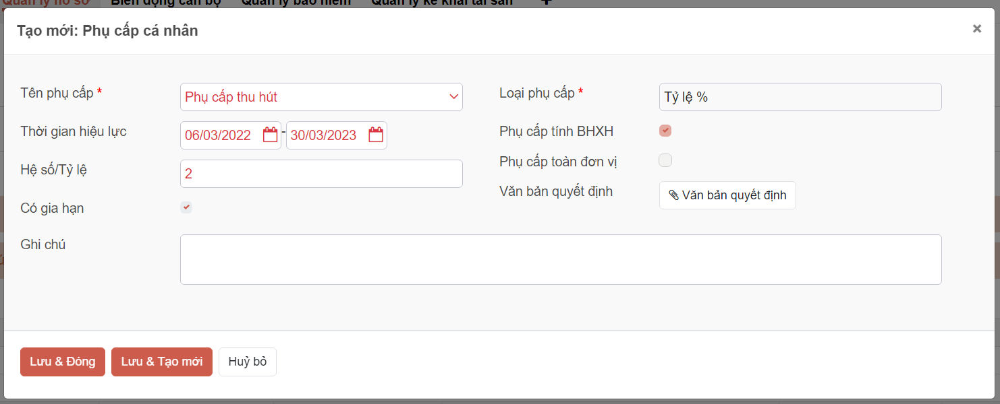 Quản lý hồ sơ Biến động cán bộ Quản lý bảo hiểm Quản lý kê khai tài sản +
Tạo mới: Phụ cấp cá nhân ×
Tên phụ cấp * Phụ cấp thu hút Loại phụ cấp * Tỷ lệ %
Thời gian hiệu lực 06/03/2022 - 30/03/2023 Phụ cấp tính BHXH
Hệ số/Tỷ lệ 2 Phụ cấp toàn đơn vị
Văn bản quyết định Văn bản quyết định
Có gia hạn
Ghi chú
Lưu & Đóng Lưu & Tạo mới Huỷ bỏ